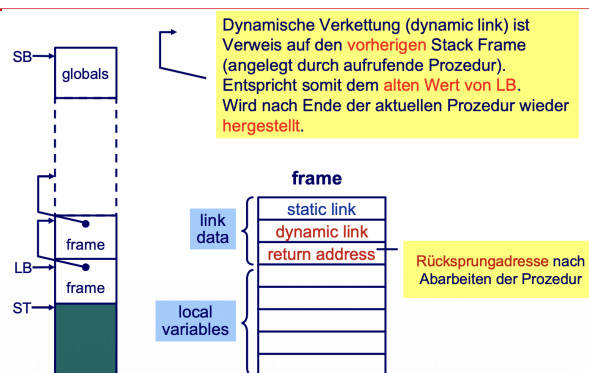 Dynamische Verkettung (dynamic link) ist
Verweis auf den vorherigen Stack Frame
(angelegt durch aufrufende Prozedur).
Entspricht somit dem alten Wert von LB.
Wird nach Ende der aktuellen Prozedur wieder
hergestellt.
SB
globals
frame
LB
frame
ST
frame
link
data
static link
dynamic link
return address
Rücksprungadresse nach
Abarbeiten der Prozedur
local
variables